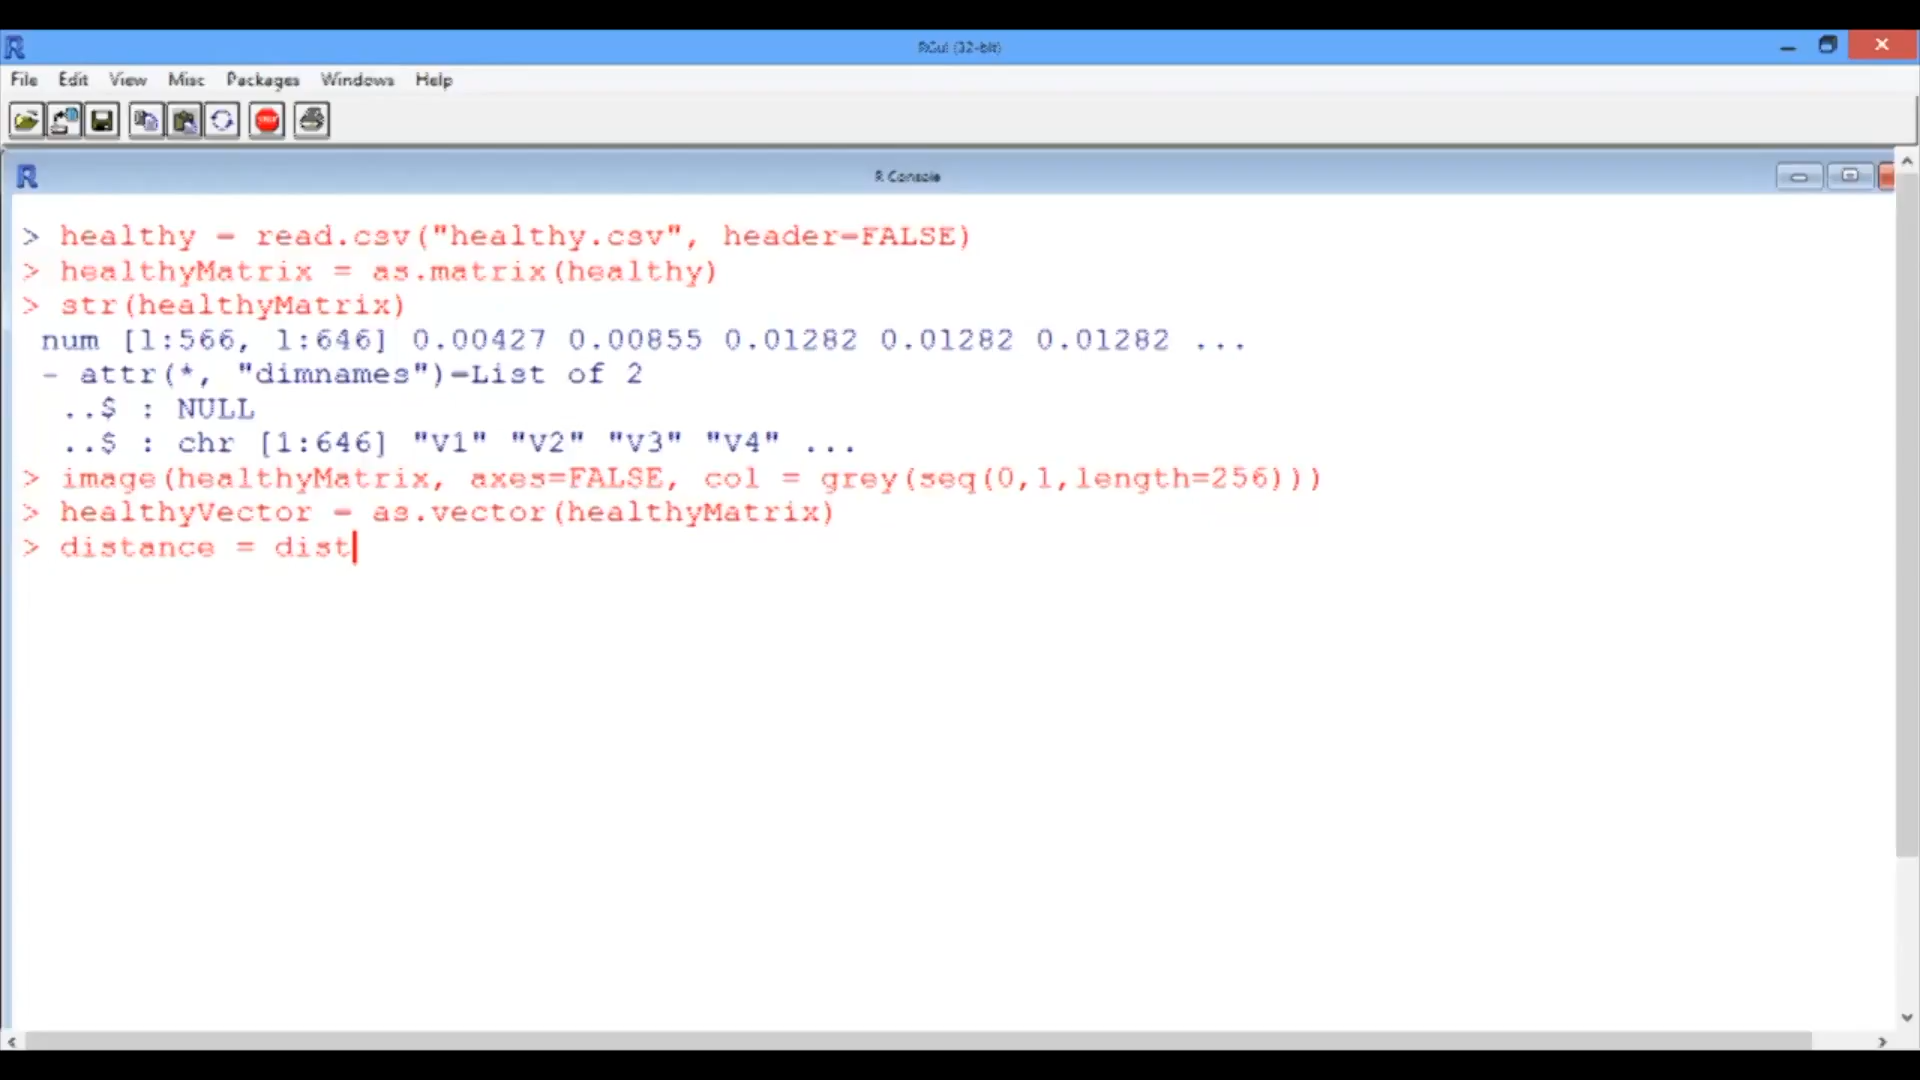 RGui (32-bit)
File Edit View Misc Packages Windows Help
STOP
R Console
> healthy = read.csv("healthy.csv", header=FALSE)
> healthyMatrix = as.matrix(healthy)
> str(healthyMatrix)
num [1:566, 1:646] 0.00427 0.00855 0.01282 0.01282 0.01282 ...
- attr(*, "dimnames")=List of 2
..$ : NULL
..$ : chr [1:646] "V1" "V2" "V3" "V4" ...
> image(healthyMatrix, axes=FALSE, col = grey(seq(0,1,length=256)))
> healthyVector = as.vector(healthyMatrix)
> distance = dist